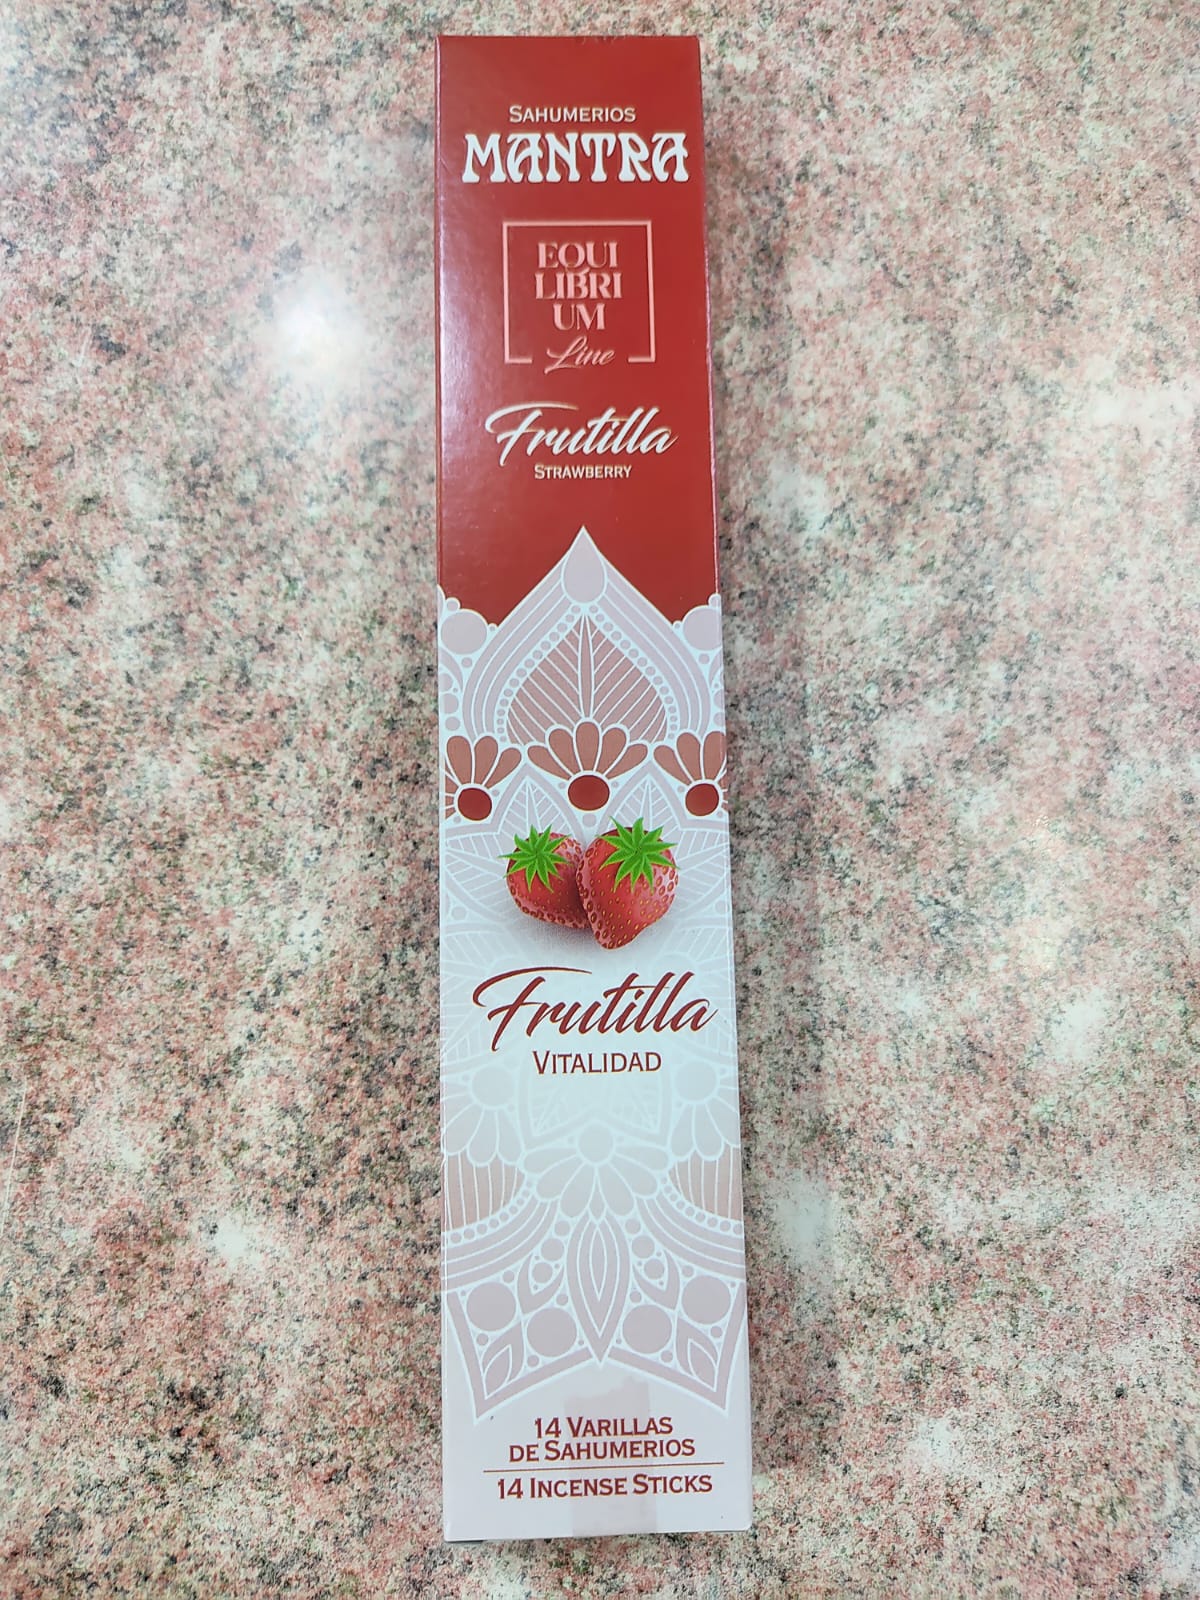 SAHUMERIOS
MANTRA
EQUI
LIBRI
UM
Line
Frutilla
STRAWBERRY
Frutilla
VITALIDAD
14 VARILLAS
DE SAHUMERIOS
14 INCENSE STICKS